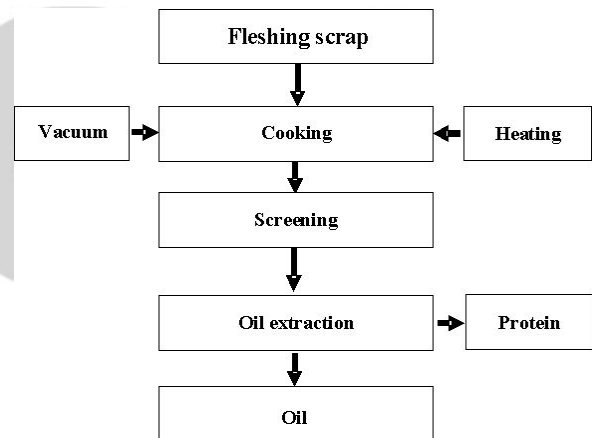 Fleshing scrap
Vacuum
Cooking
Heating
Screening
Oil extraction
Protein
Oil